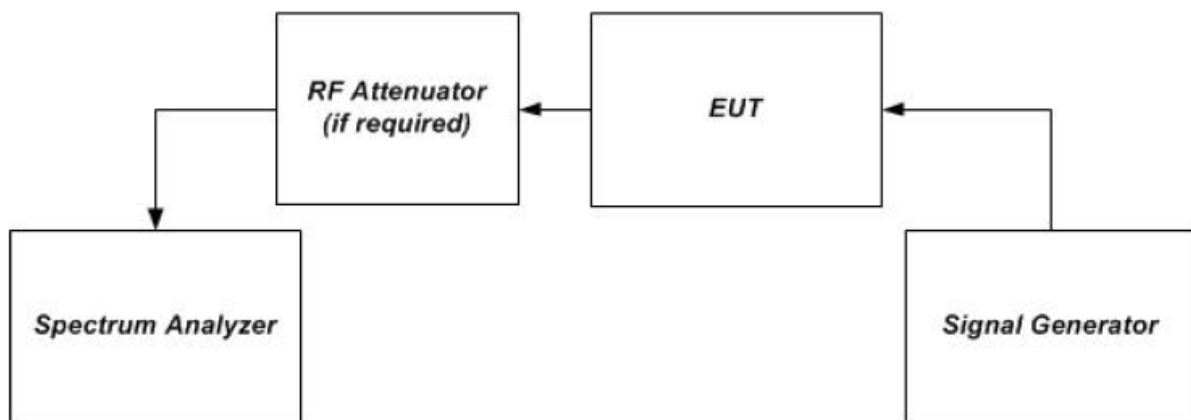 RF Attenuator
(if required)
EUT
Spectrum Analyzer
Signal Generator